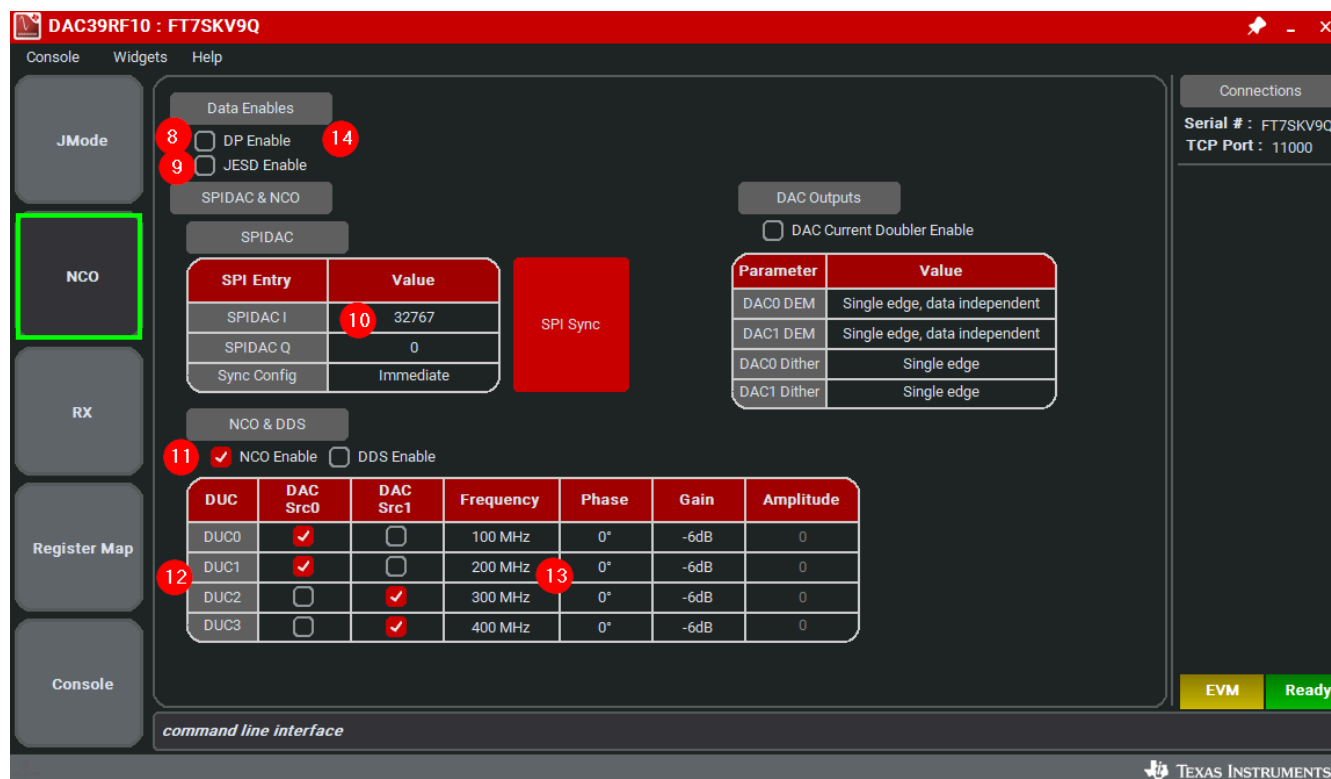 DAC39RF10 : FT7SKV9Q
Console Widgets Help
JMode
NCO
RX
Register Map
Console
Data Enables
8 DP Enable 14
9 JESD Enable
SPIDAC & NCO
SPIDAC
SPI Entry Value
SPIDAC I 10 32767
SPIDAC Q 0
Sync Config Immediate
SPI Sync
DAC Outputs
DAC Current Doubler Enable
Parameter Value
DAC0 DEM Single edge, data independent
DAC1 DEM Single edge, data independent
DAC0 Dither Single edge
DAC1 Dither Single edge
NCO & DDS
11 NCO Enable DDS Enable
DUC DAC Src0 DAC Src1 Frequency Phase Gain Amplitude
DUC0 100 MHz 0° -6dB 0
DUC1 200 MHz 0° -6dB 0
12 13
DUC2 300 MHz 0° -6dB 0
DUC3 400 MHz 0° -6dB 0
command line interface
Connections
Serial # : FT7SKV9Q
TCP Port : 11000
EVM Ready
TEXAS INSTRUMENTS